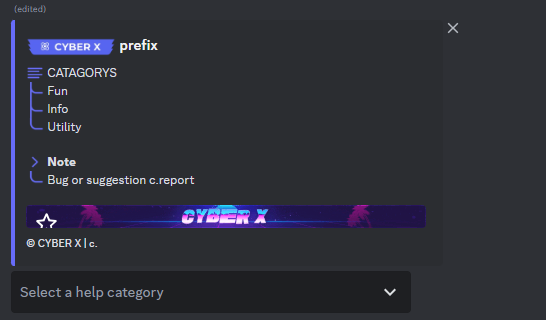 (edited)
CYBER X prefix
CATAGORYS
Fun
Info
Utility
Note
Bug or suggestion c.report
CYBER X
© CYBER X | c.
Select a help category